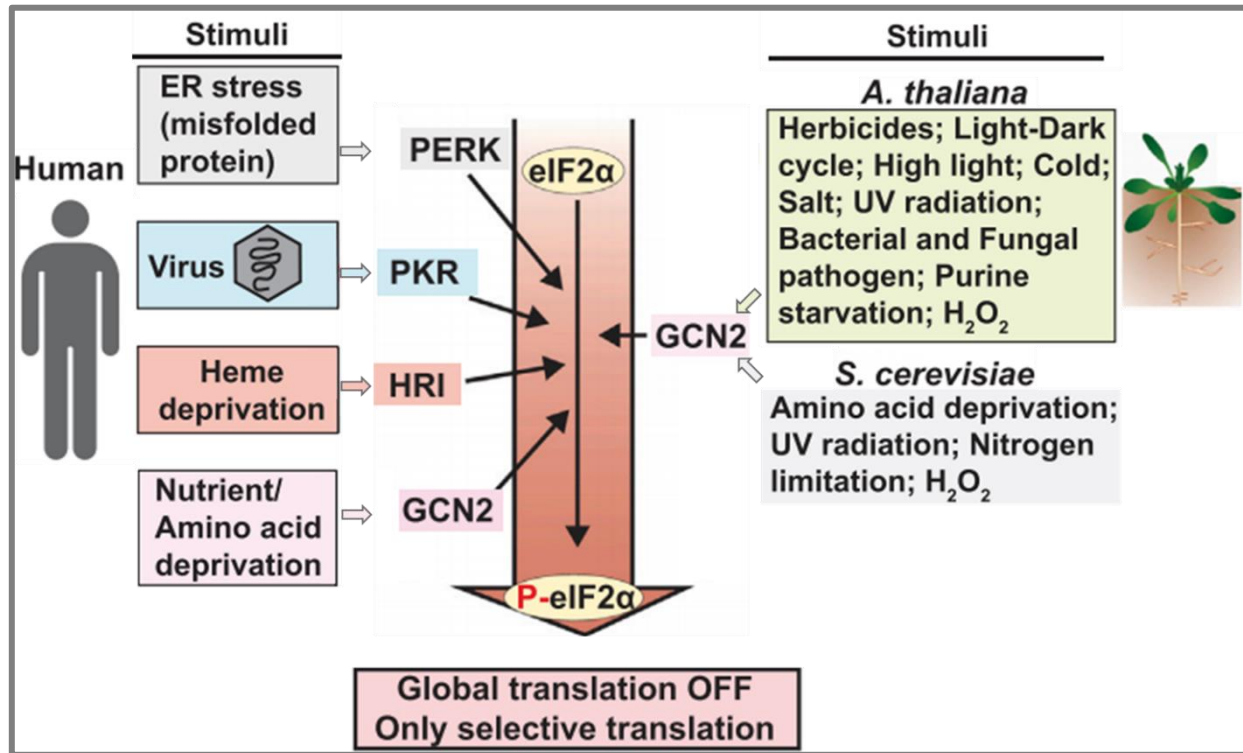 Stimuli
ER stress
(misfolded
protein)
Human
Virus
Heme
deprivation
Nutrient/
Amino acid
deprivation
PERK
PKR
HRI
GCN2
eIF2α
P-eIF2α
GCN2
Stimuli
A. thaliana
Herbicides; Light-Dark
cycle; High light; Cold;
Salt; UV radiation;
Bacterial and Fungal
pathogen; Purine
starvation; H₂O₂
S. cerevisiae
Amino acid deprivation;
UV radiation; Nitrogen
limitation; H₂O₂
Global translation OFF
Only selective translation